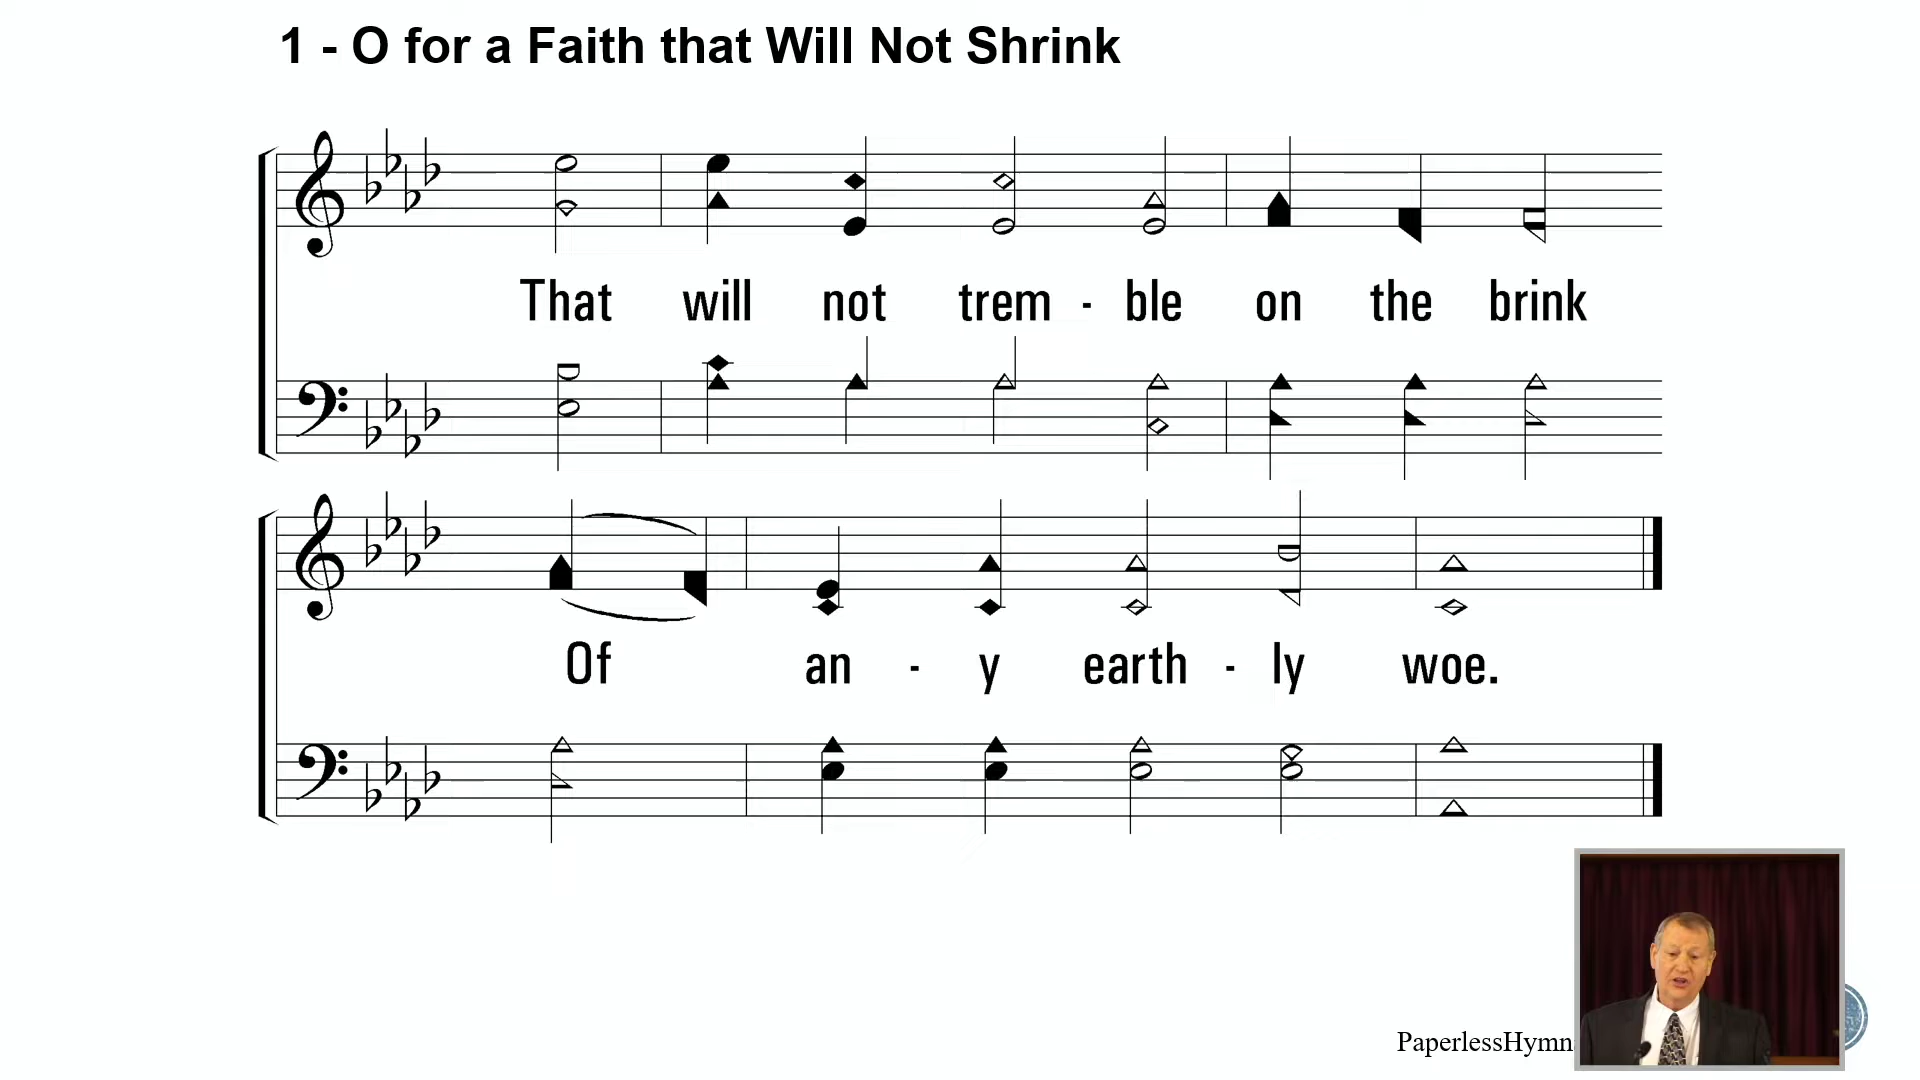 1 - O for a Faith that Will Not Shrink
That will not trem - ble on the brink
Of an - y earth - ly woe.
PaperlessHymn